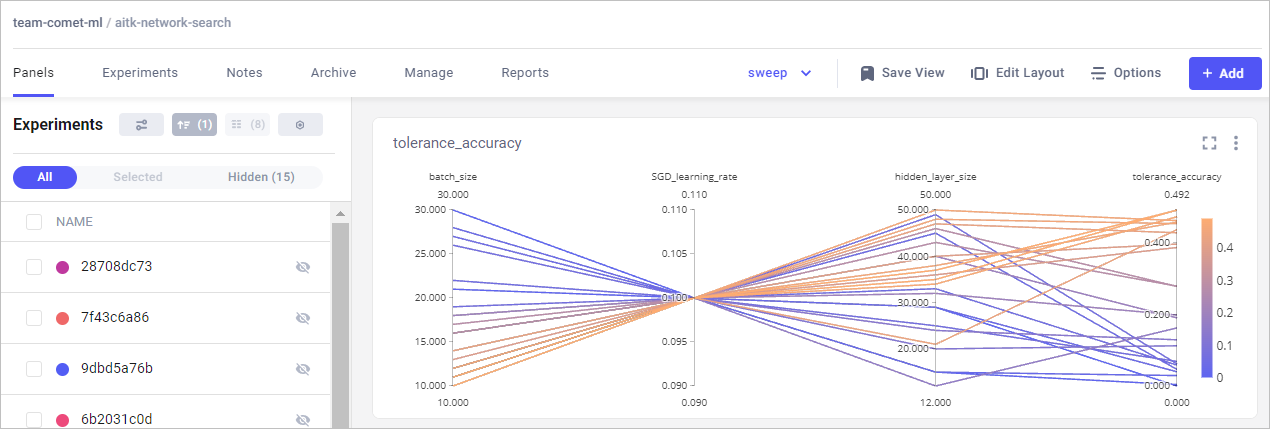 team-comet-ml / aitk-network-search
Panels Experiments Notes Archive Manage Reports sweep Save View Edit Layout Options + Add
Experiments (1) (8)
All Selected Hidden (15)
NAME
28708dc73
7f43c6a86
9dbd5a76b
6b2031c0d
tolerance_accuracy
batch_size SGD_learning_rate hidden_layer_size tolerance_accuracy
30.000 0.110 50.000 0.492
30.000 0.110 50.000
25.000 0.105 40.000 0.400
20.000 0.100 30.000 0.200
15.000 0.095 20.000
10.000 0.090 0.000
10.000 0.090 12.000 0.000
0.4
0.3
0.2
0.1
0